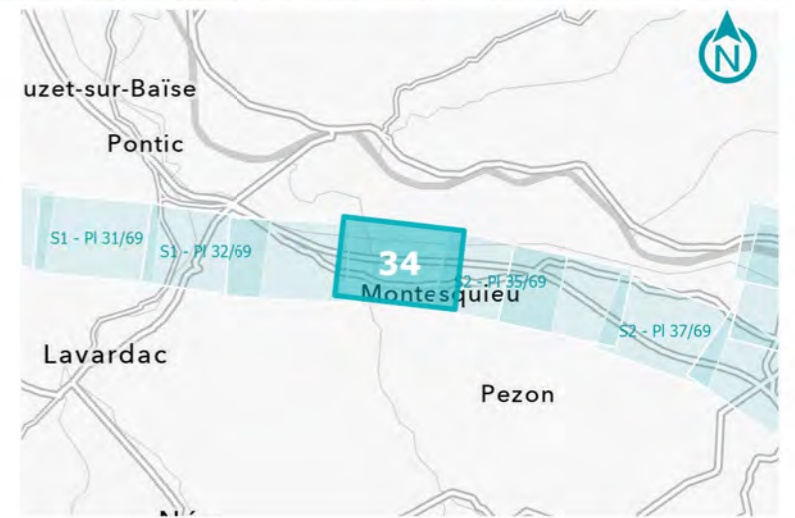 N
uzet-sur-Baïse
Pontic
S1 - Pl 31/69
S1 - Pl 32/69
34
S2 - Pl 35/69
Montesquieu
S2 - Pl 37/69
Lavardac
Pezon